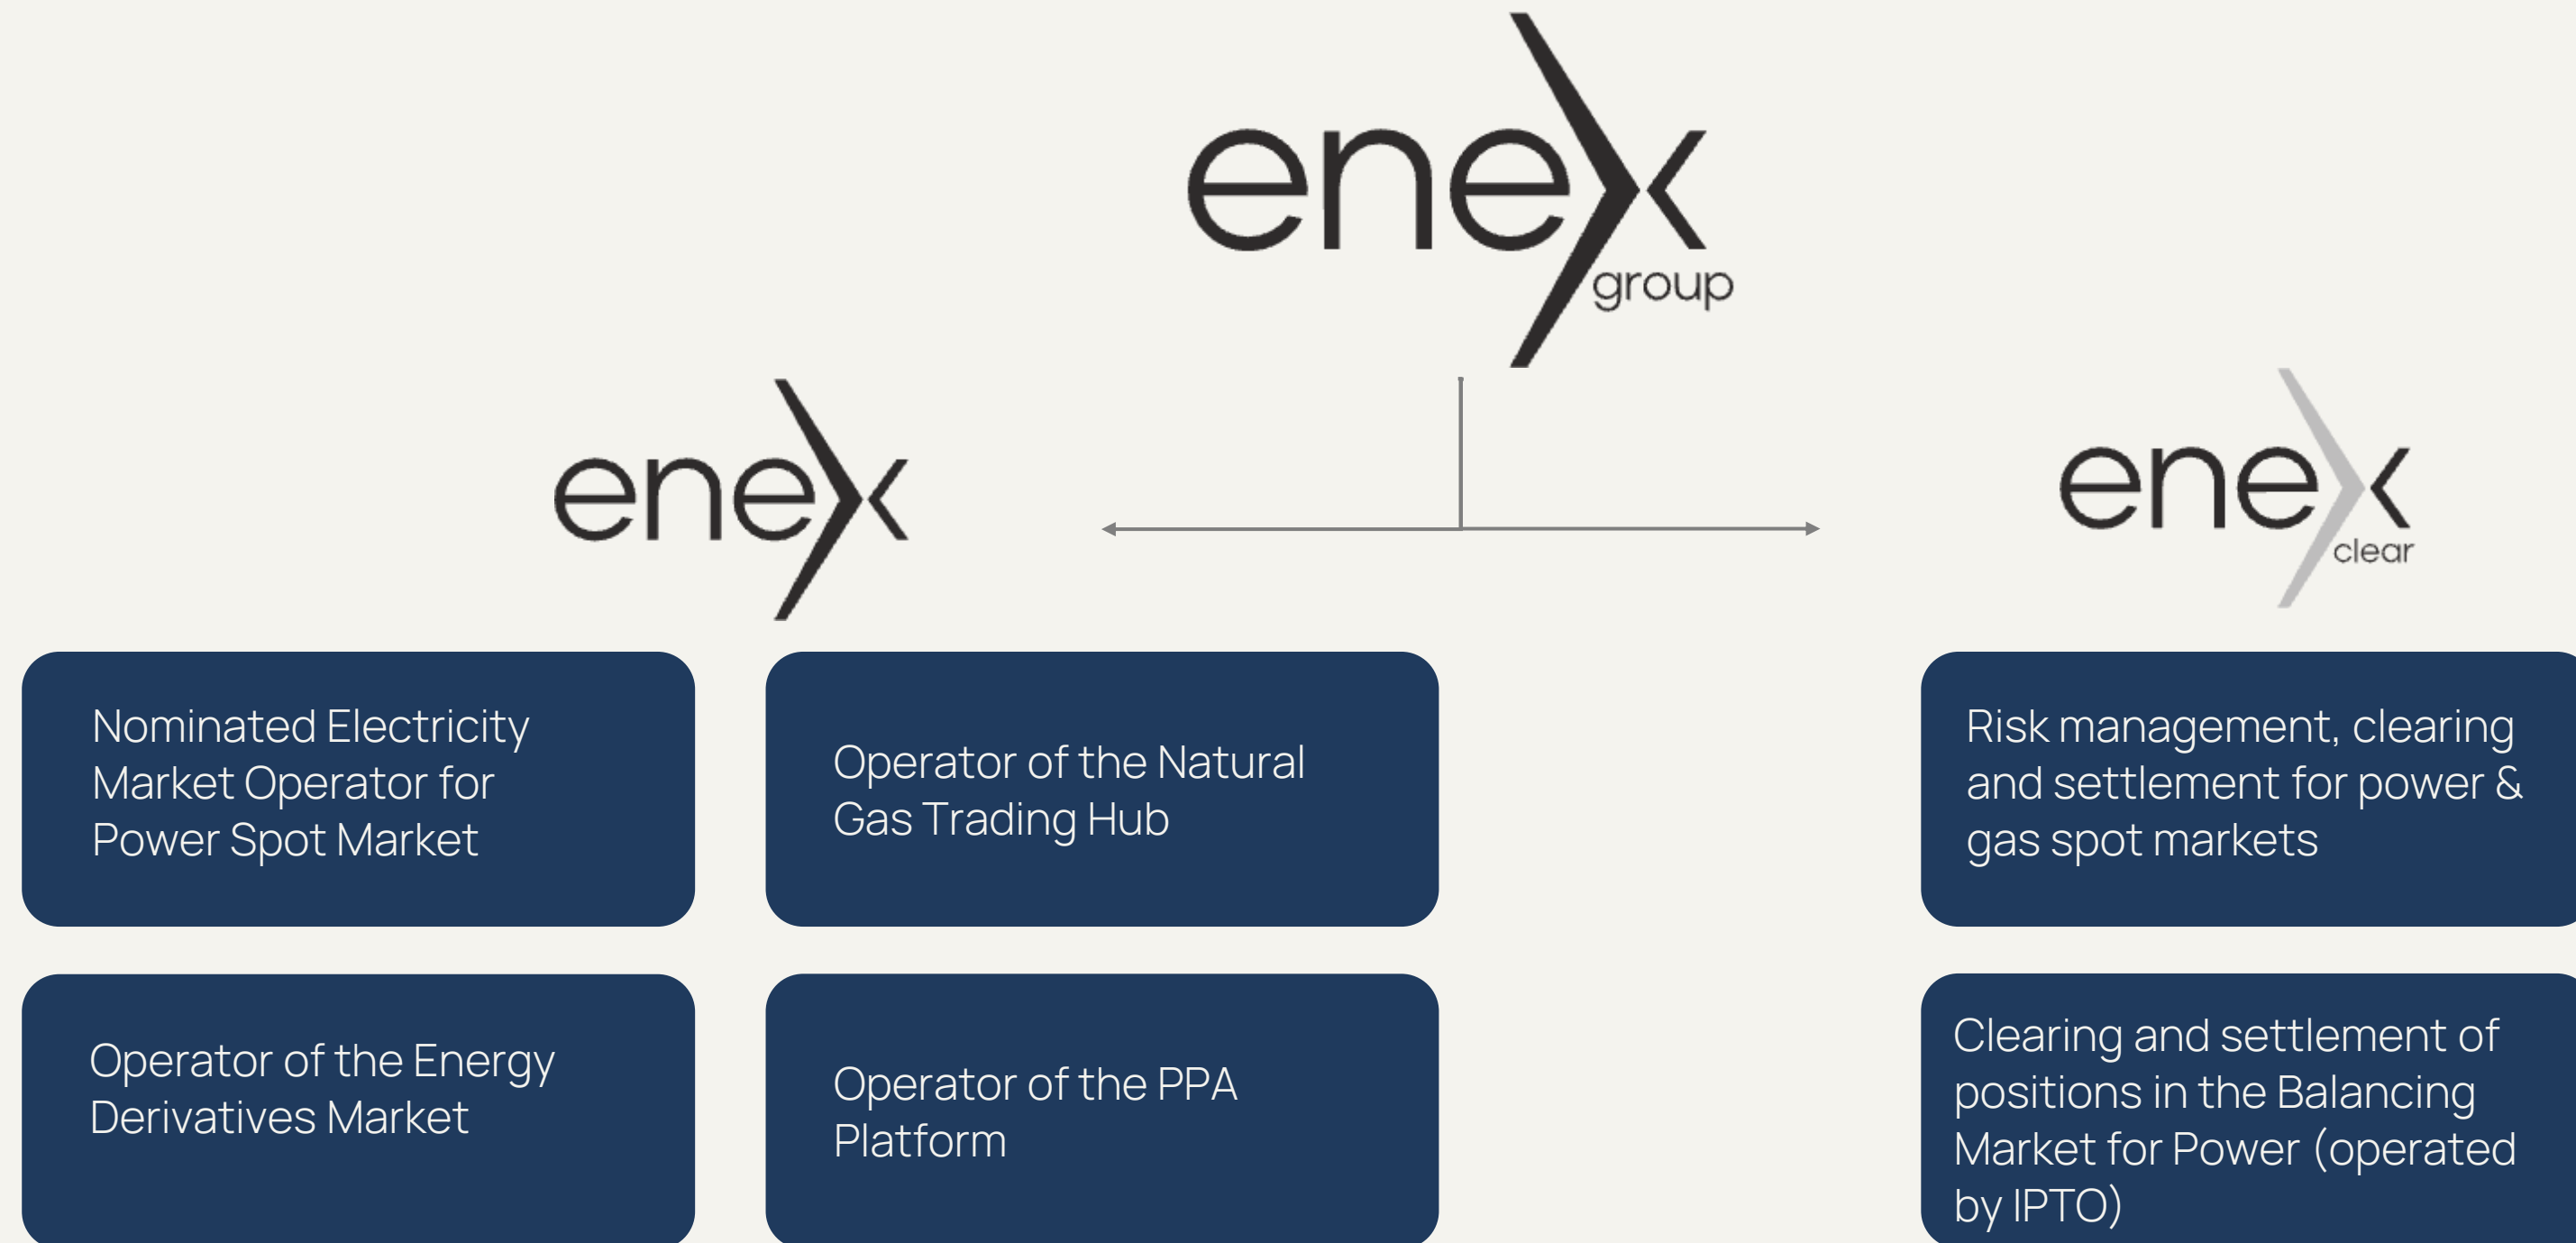 enex
group
enex
enex
clear
Nominated Electricity
Market Operator for
Power Spot Market
Operator of the Natural
Gas Trading Hub
Risk management, clearing
and settlement for power &
gas spot markets
Operator of the Energy
Derivatives Market
Operator of the PPA
Platform
Clearing and settlement of
positions in the Balancing
Market for Power (operated
by IPTO)